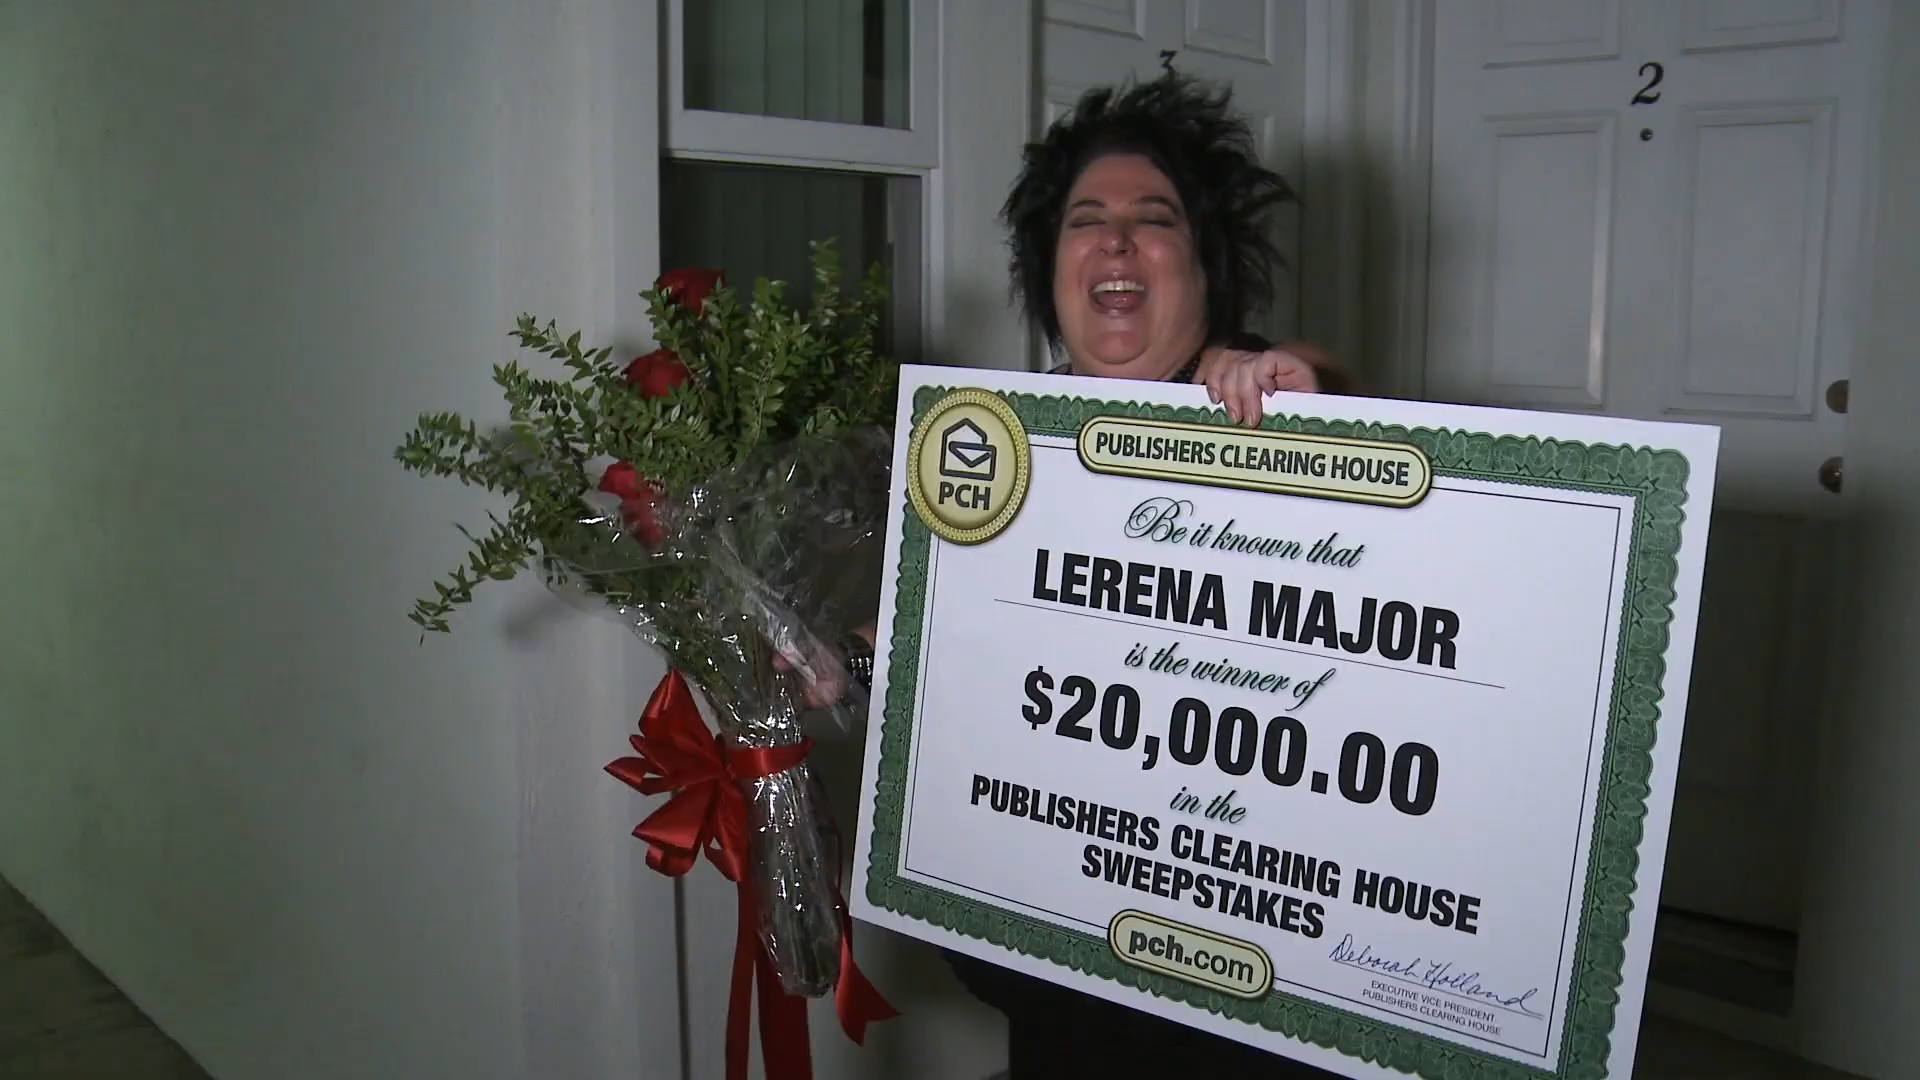 3
2
PCH
PUBLISHERS CLEARING HOUSE
Be it known that
LERENA MAJOR
is the winner of
$20,000.00
in the
PUBLISHERS CLEARING HOUSE
SWEEPSTAKES
pch.com
Deborah Holland
EXECUTIVE VICE PRESIDENT
PUBLISHERS CLEARING HOUSE